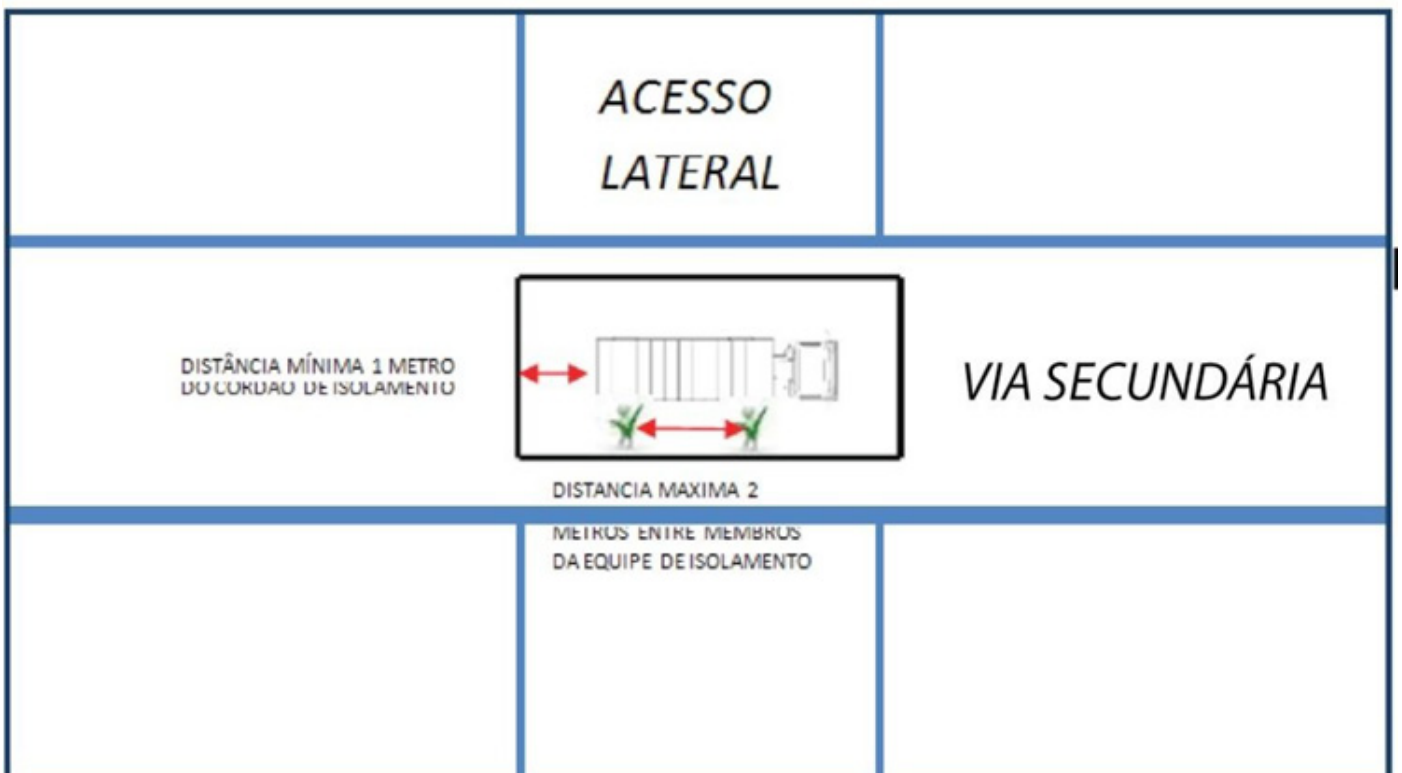 ACESSO
LATERAL
DISTÂNCIA MÍNIMA 1 METRO
DO CORDÃO DE ISOLAMENTO
VIA SECUNDÁRIA
DISTANCIA MAXIMA 2
METROS ENTRE MEMBROS
DA EQUIPE DE ISOLAMENTO